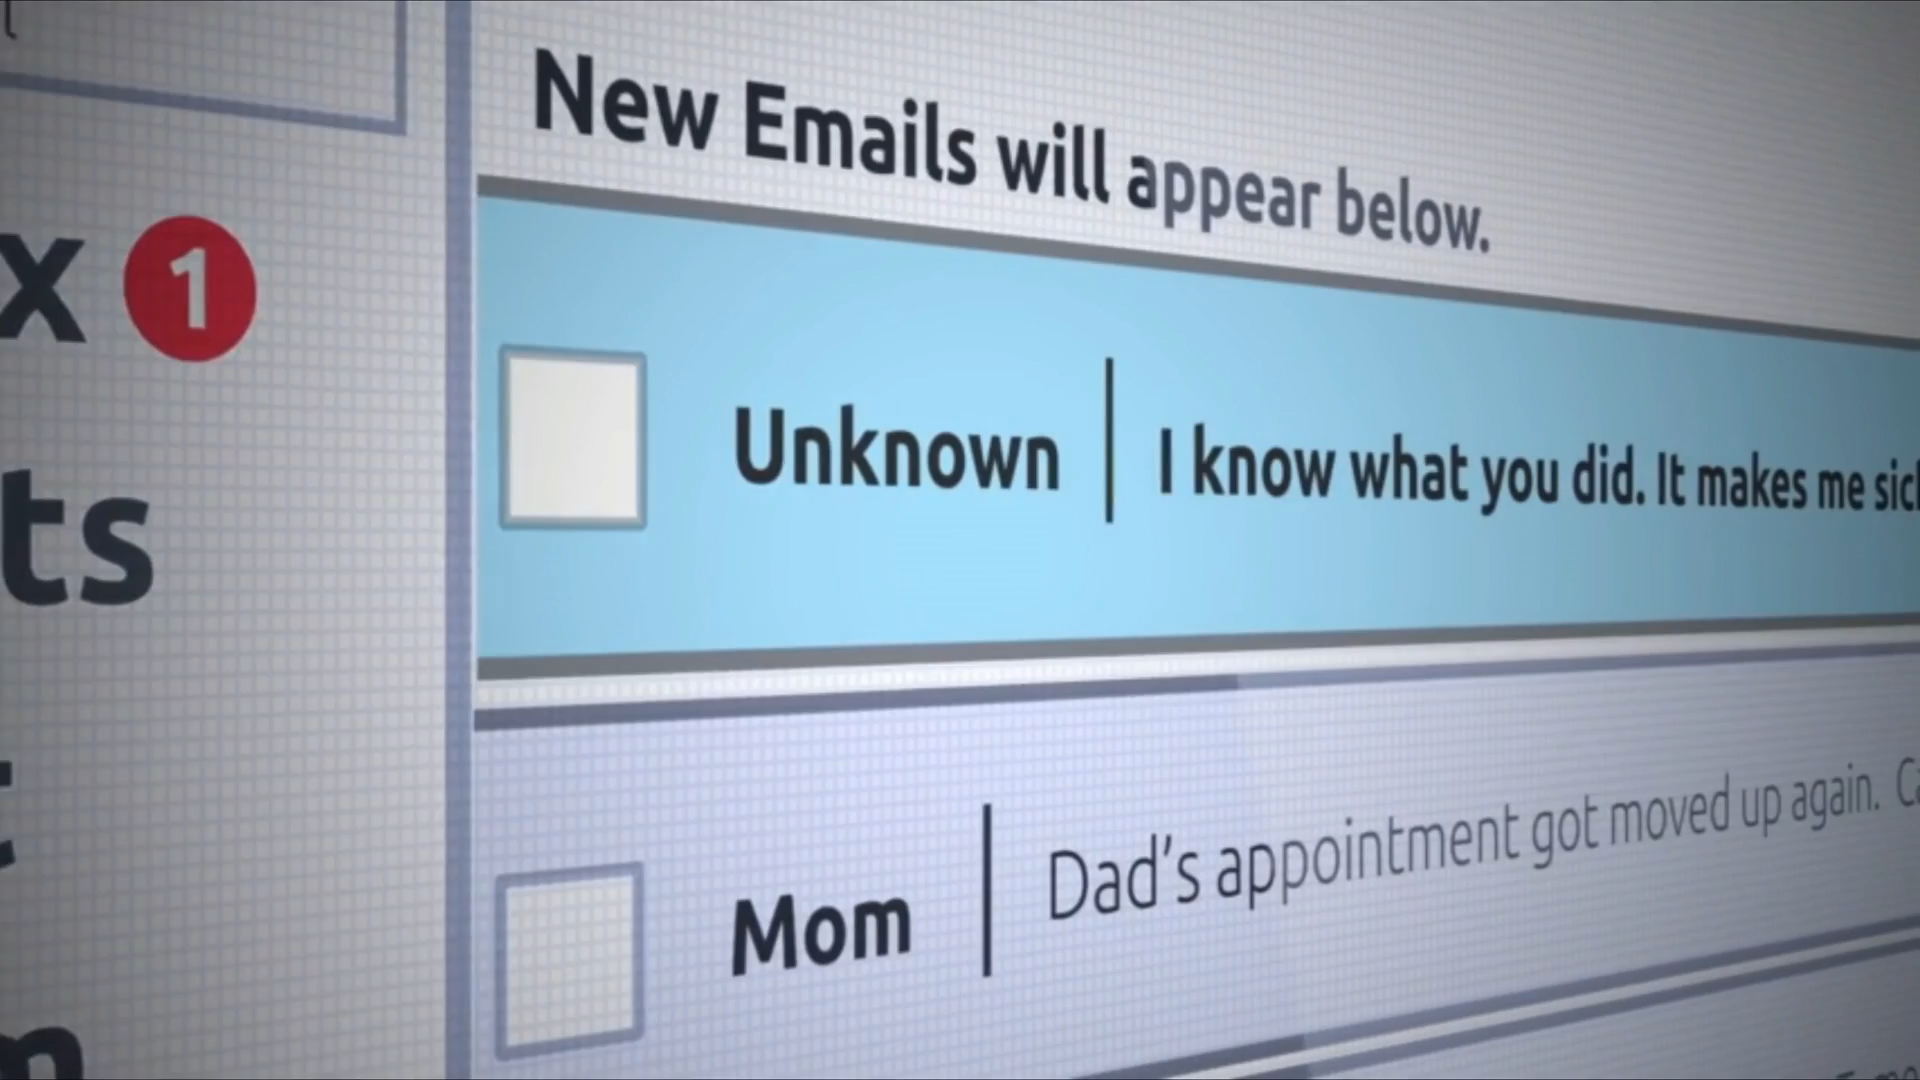 New Emails will appear below.
1
Unknown | I know what you did. It makes me
Mom | Dad's appointment got moved up again.